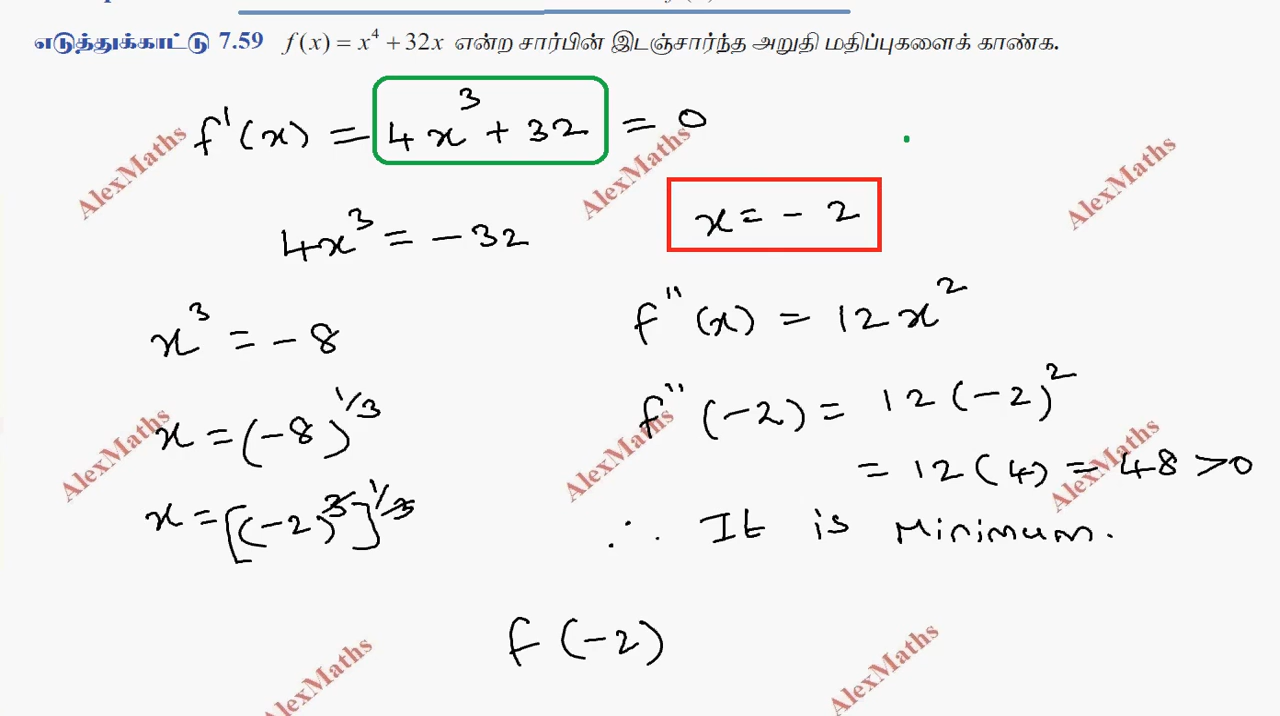 எடுத்துக்காட்டு 7.59 f(x) = x⁴ + 32x என்ற சார்பின் இடஞ்சார்ந்த அறுதி மதிப்புகளைக் காண்க.
f'(x) = 4x³ + 32 = 0
4x³ = -32
x³ = -8
x = (-8)^1/3
x = [(-2)^3]^1/3
x = -2
f''(x) = 12x²
f''(-2) = 12(-2)²
= 12(4) = 48 > 0
∴ It is Minimum.
f(-2)
AlexMaths
AlexMaths
AlexMaths
AlexMaths
AlexMaths
AlexMaths
AlexMaths
AlexMaths